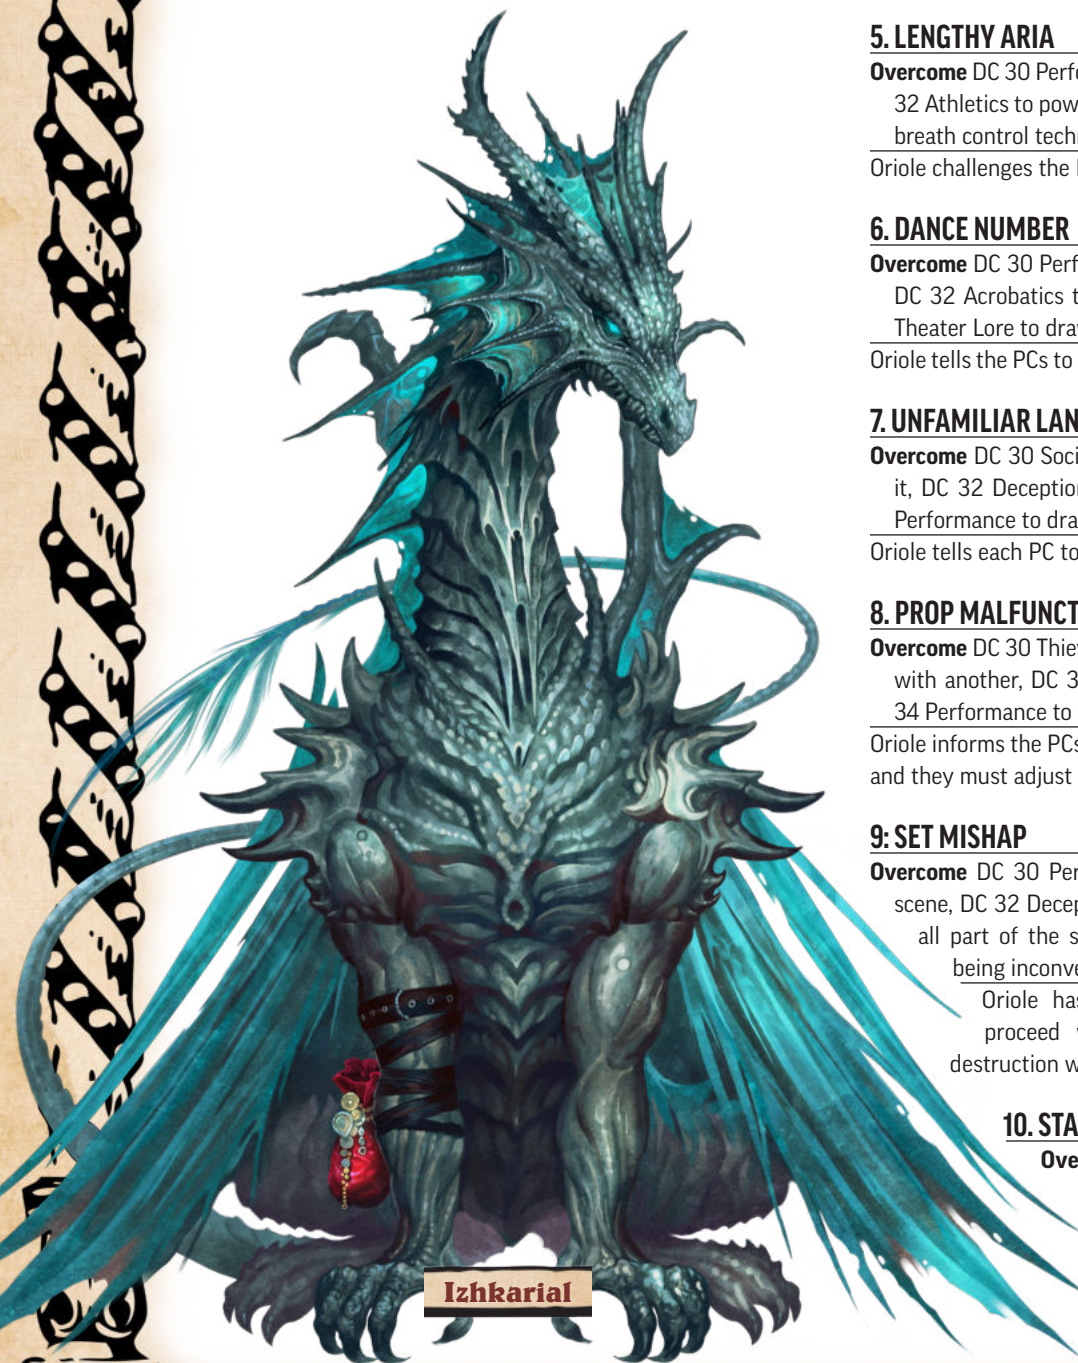 5. LENGTHY ARIA
Overcome DC 30 Perf
32 Athletics to pow
breath control tech
Oriole challenges the
6. DANCE NUMBER
Overcome DC 30 Perf
DC 32 Acrobatics t
Theater Lore to dra
Oriole tells the PCs to
7. UNFAMILIAR LAN
Overcome DC 30 Soci
it, DC 32 Deception
Performance to dra
Oriole tells each PC to
8. PROP MALFUNCT
Overcome DC 30 Thie
with another, DC 3
34 Performance to
Oriole informs the PCs
and they must adjust
9: SET MISHAP
Overcome DC 30 Per
scene, DC 32 Decep
all part of the s
being inconve
Oriole has
proceed
destruction w
10. STA
Ove
Izhkarial